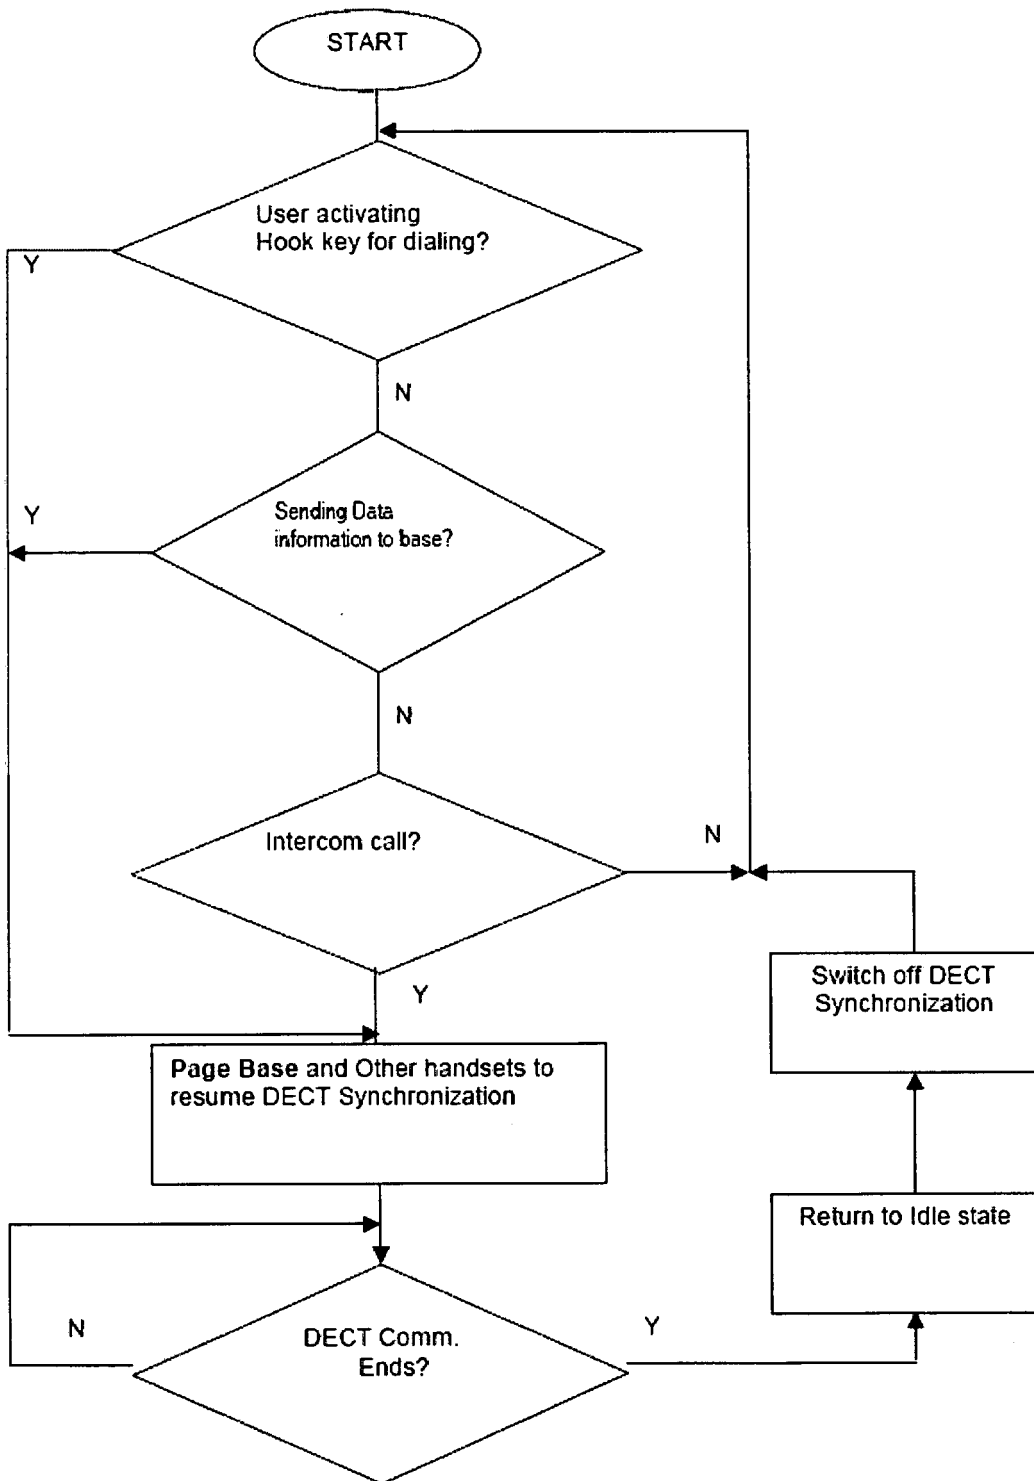 START
User activating
Hook key for dialing?
Y
N
Sending Data
information to base?
Y
N
Intercom call?
N
Y
Switch off DECT
Synchronization
Page Base and Other handsets to
resume DECT Synchronization
Return to Idle state
N
DECT Comm.
Ends?
Y